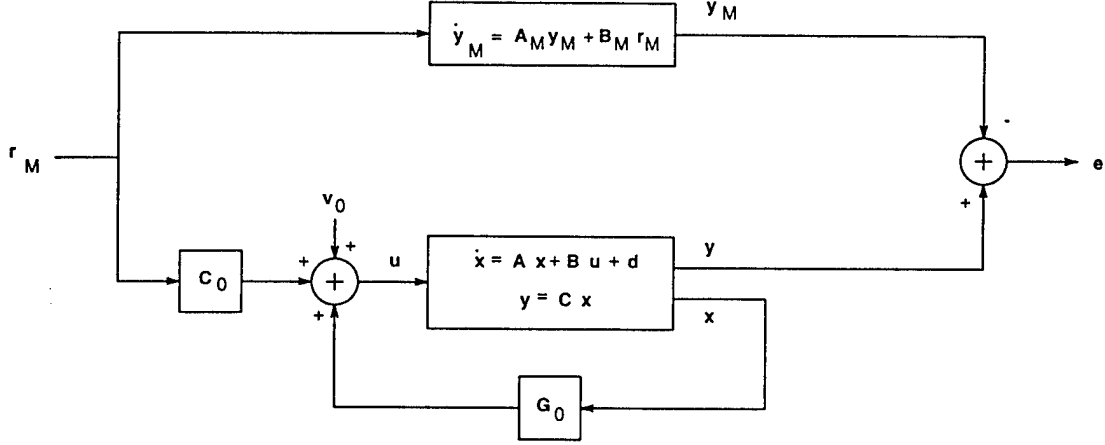 y_M
ẏ_M = A_M y_M + B_M r_M
-
r_M
+
e
+
v_0
+
+
u
ẋ = A x + B u + d
y = C x
y
C_0
+
+
x
G_0